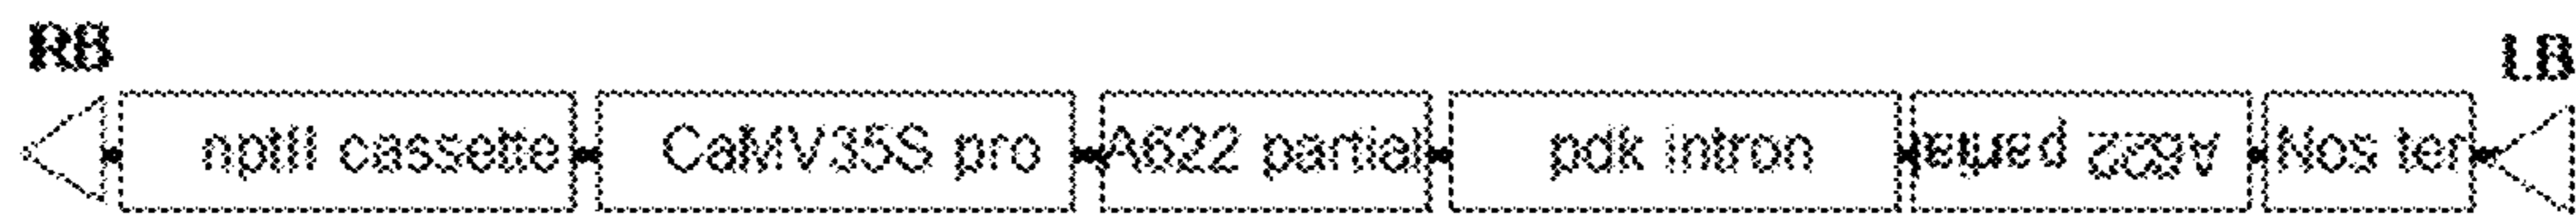 RB LB
nptII cassette CaMV35S pro A622 partial pdk intron A622 partial Nos ter